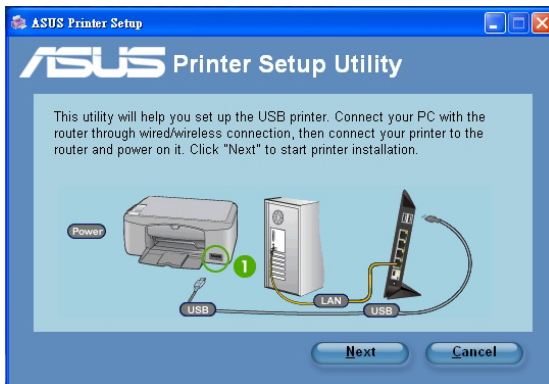 ASUS Printer Setup
ASUS Printer Setup Utility
This utility will help you set up the USB printer. Connect your PC with the
router through wired/wireless connection, then connect your printer to the
router and power on it. Click "Next" to start printer installation.
Power
1
USB
LAN
USB
Next
Cancel